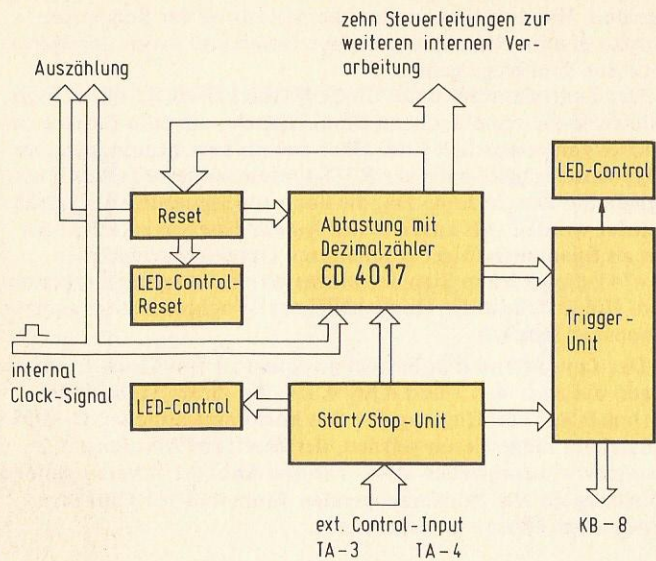 zehn Steuerleitungen zur
weiteren internen Ver-
arbeitung
Auszählung
LED-Control
Reset
Abtastung mit
Dezimalzähler
CD 4017
LED-Control-
Reset
Trigger-
Unit
internal
Clock-Signal
LED-Control
Start/Stop-Unit
ext. Control-Input
TA-3 TA-4
KB-8